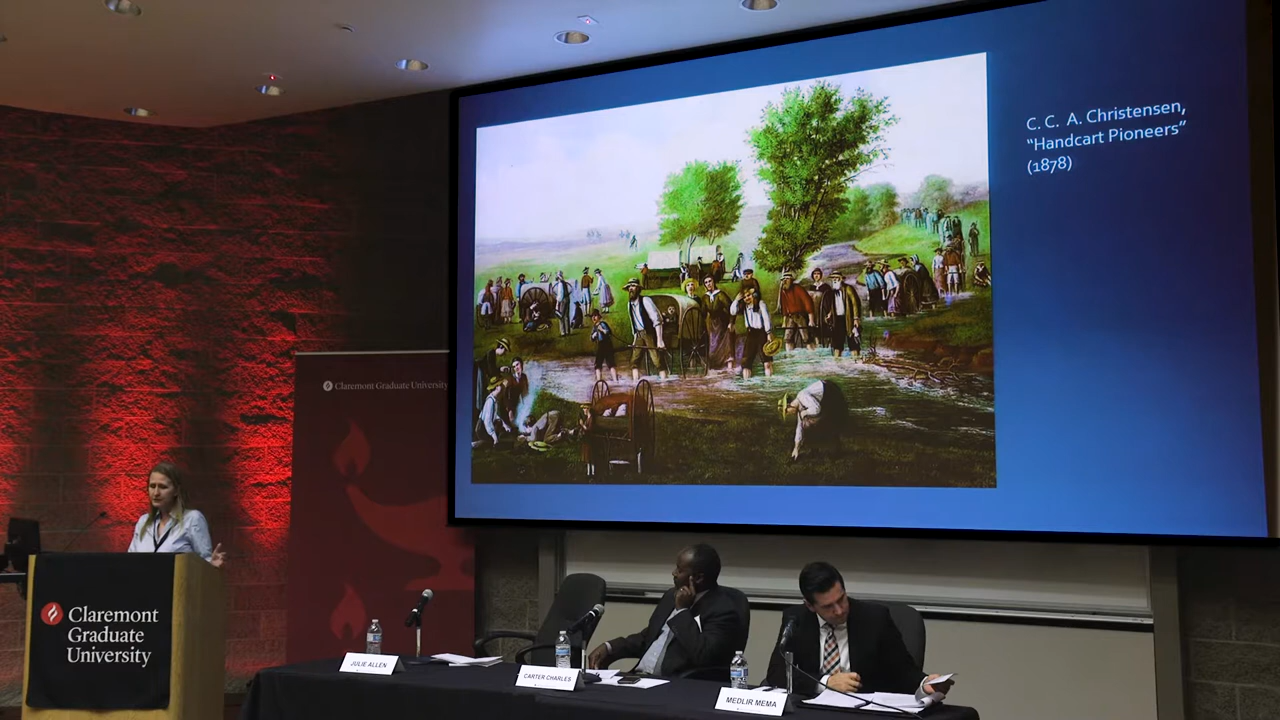 C. C. A. Christensen,
“Handcart Pioneers”
(1878)
Claremont Graduate University
Claremont
Graduate
University
JULIE ALLEN
CARTER CHARLES
MEDLIR MEMA